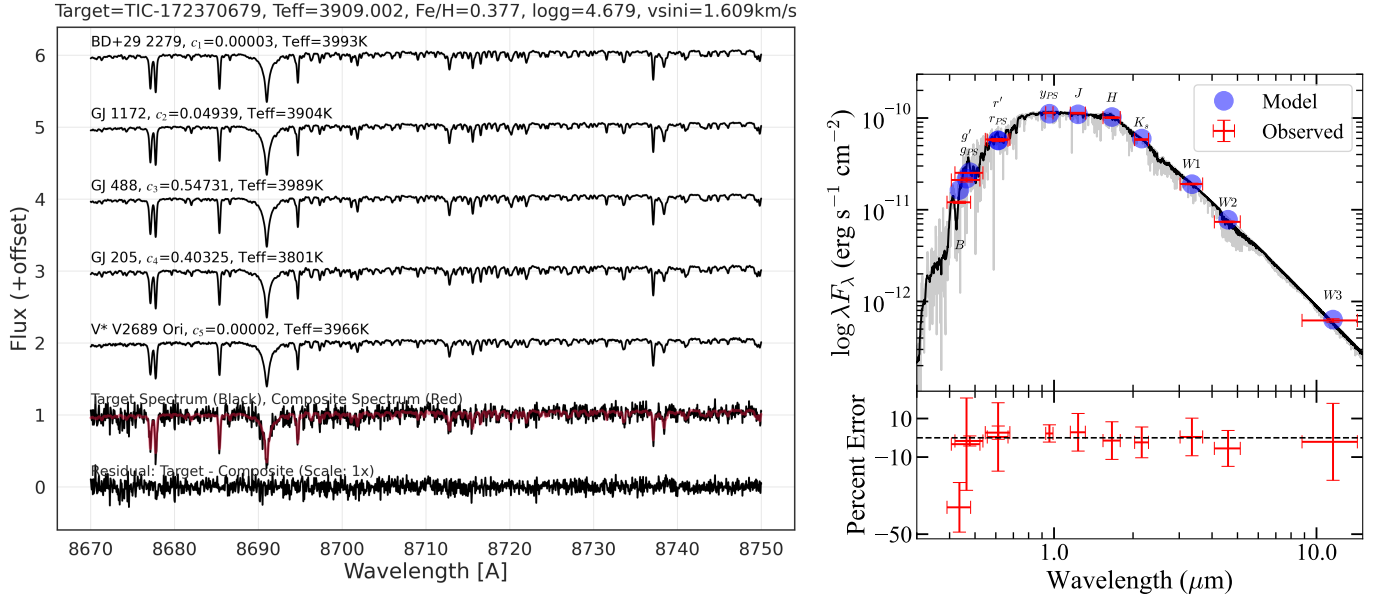 Target=TIC-172370679, Teff=3909.002, Fe/H=0.377, logg=4.679, vsini=1.609km/s
BD+29 2279, c₁=0.00003, Teff=3993K
GJ 1172, c₂=0.04939, Teff=3904K
GJ 488, c₃=0.54731, Teff=3989K
GJ 205, c₄=0.40325, Teff=3801K
V* V2689 Ori, c₅=0.00002, Teff=3966K
Target Spectrum (Black), Composite Spectrum (Red)
Residual: Target - Composite (Scale: 1x)
6
5
4
3
2
1
0
Flux (+offset)
8670 8680 8690 8700 8710 8720 8730 8740 8750
Wavelength [A]
log λF_λ (erg s⁻¹ cm⁻²)
10⁻¹⁰
10⁻¹¹
10⁻¹²
B
g'
g_PS
r'
r_PS
y_PS
J
H
K_s
W1
W2
W3
Model
Observed
Percent Error
10
-10
-50
1.0 10.0
Wavelength (μm)